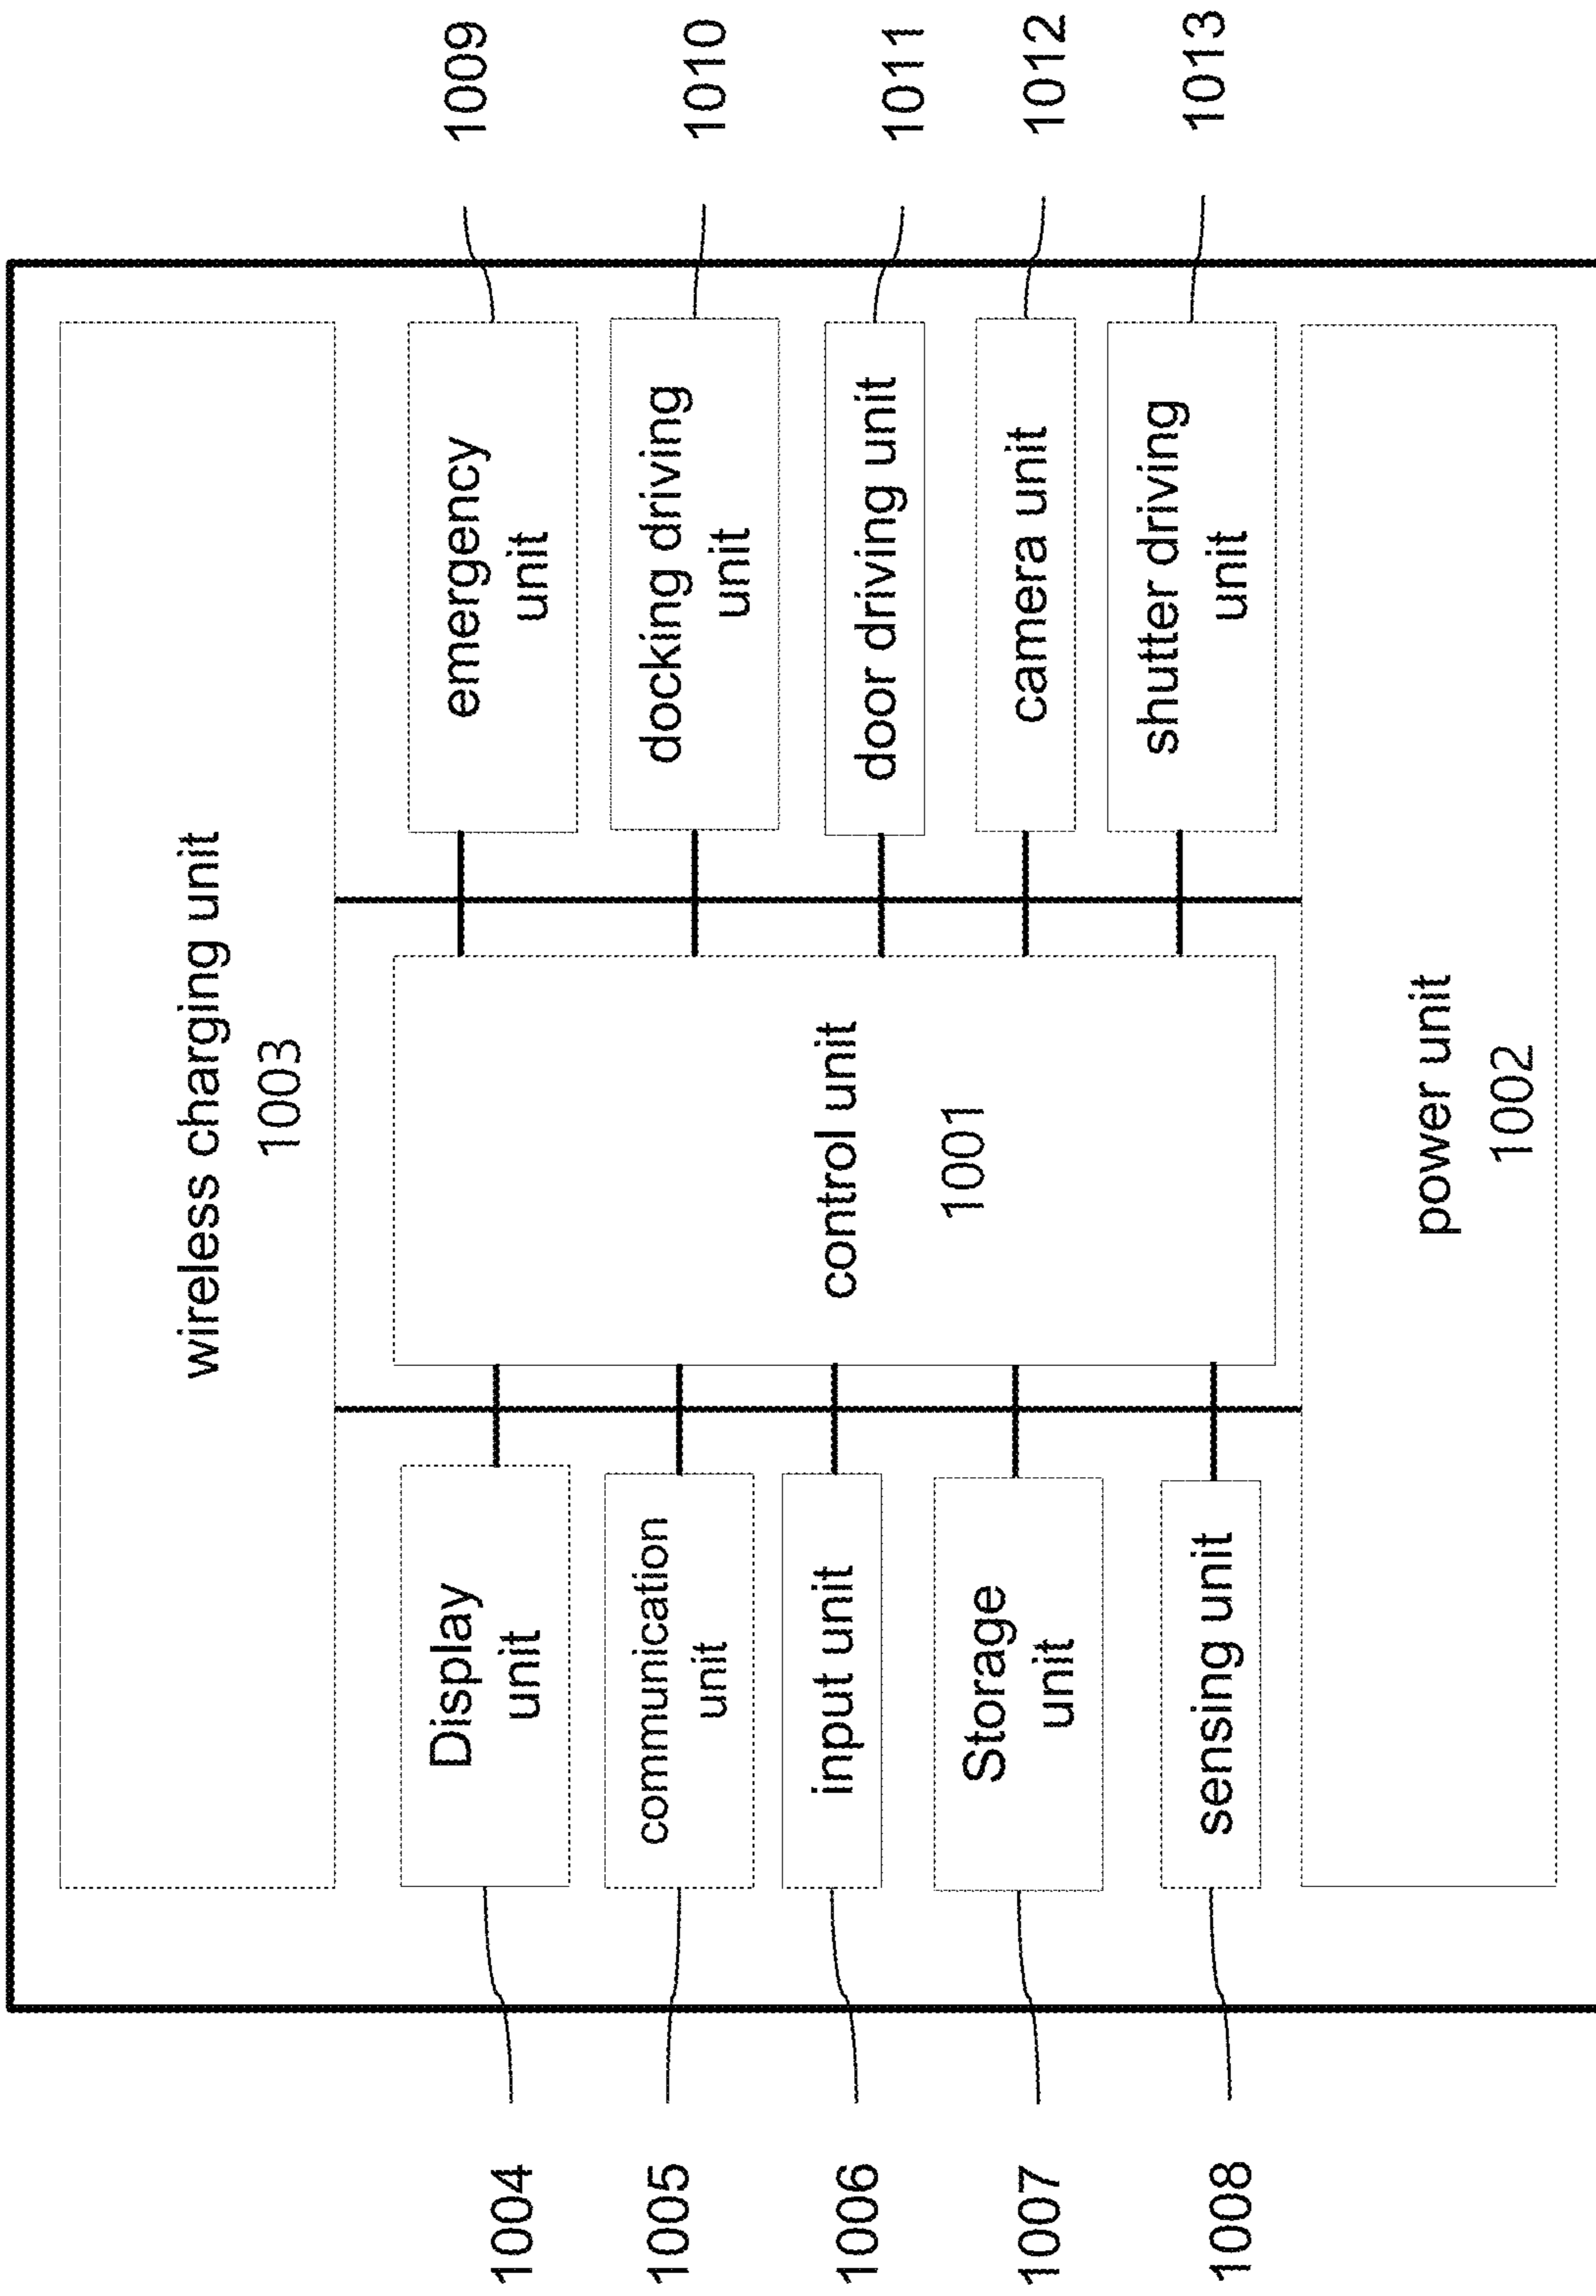 wireless charging unit
1003
1004
Display
unit
1005
communication
unit
1006
input unit
1007
Storage
unit
1008
sensing unit
control unit
1001
emergency
unit
1009
docking driving
unit
1010
door driving unit
1011
camera unit
1012
shutter driving
unit
1013
power unit
1002